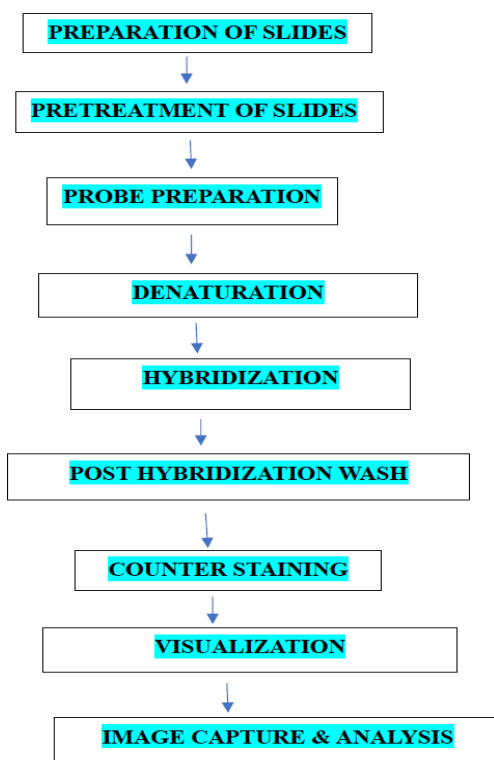 PREPARATION OF SLIDES
PRETREATMENT OF SLIDES
PROBE PREPARATION
DENATURATION
HYBRIDIZATION
POST HYBRIDIZATION WASH
COUNTER STAINING
VISUALIZATION
IMAGE CAPTURE & ANALYSIS